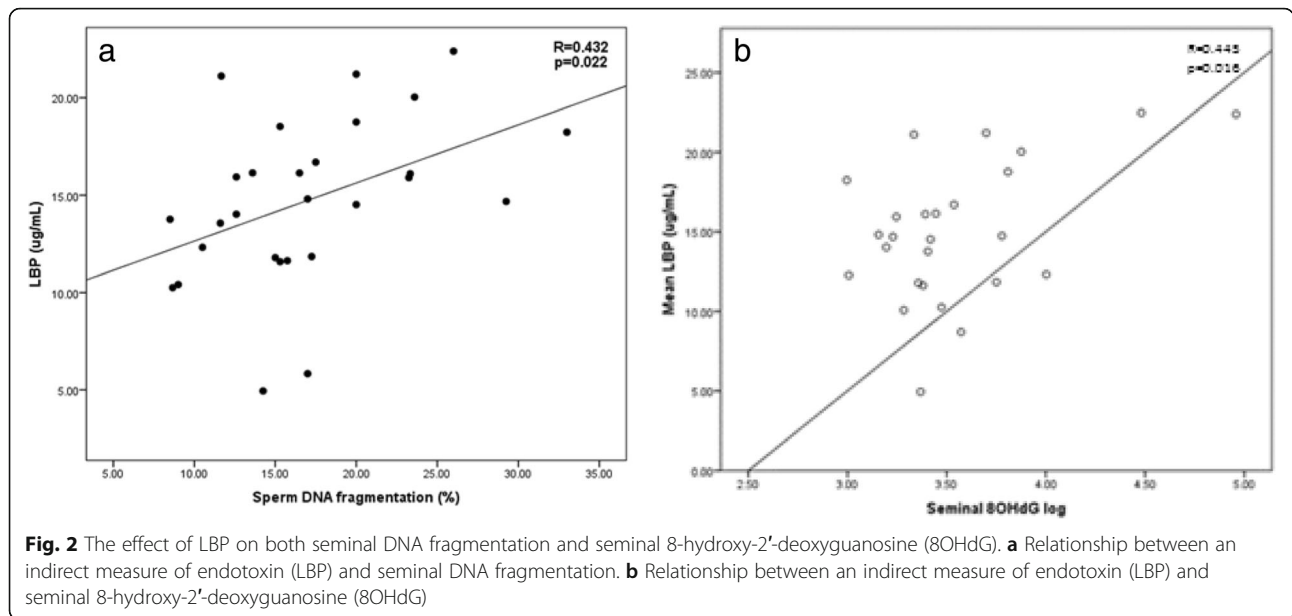 a
R=0.432
p=0.022
20.00
15.00
10.00
5.00
LBP (ug/mL)
5.00 10.00 15.00 20.00 25.00 30.00 35.00
Sperm DNA fragmentation (%)
b
R=0.445
p=0.016
25.00
20.00
15.00
10.00
5.00
0.00
Mean LBP (ug/mL)
2.50 3.00 3.50 4.00 4.50 5.00
Seminal 8OHdG log
Fig. 2 The effect of LBP on both seminal DNA fragmentation and seminal 8-hydroxy-2′-deoxyguanosine (8OHdG). a Relationship between an
indirect measure of endotoxin (LBP) and seminal DNA fragmentation. b Relationship between an indirect measure of endotoxin (LBP) and
seminal 8-hydroxy-2′-deoxyguanosine (8OHdG)